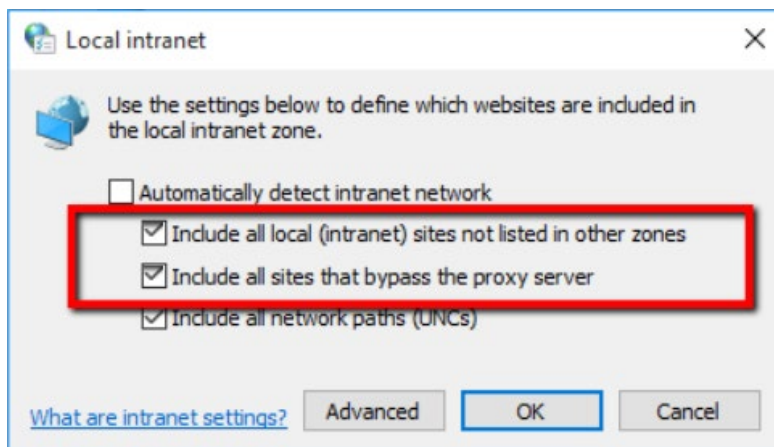 Local intranet
Use the settings below to define which websites are included in
the local intranet zone.
Automatically detect intranet network
Include all local (intranet) sites not listed in other zones
Include all sites that bypass the proxy server
Include all network paths (UNCs)
What are intranet settings? Advanced OK Cancel